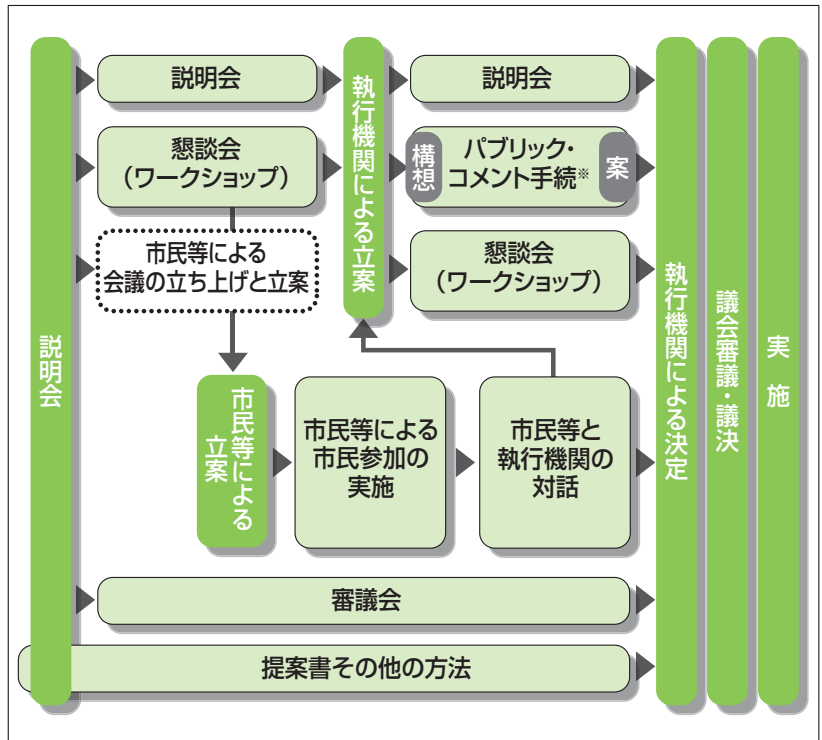 説明会
説明会
懇談会
（ワークショップ）
市民等による
会議の立ち上げと立案
執行機関による立案
説明会
構想
パブリック・
コメント手続※
案
懇談会
（ワークショップ）
市民等による
立案
市民等による
市民参加の
実施
市民等と
執行機関の
対話
審議会
提案書その他の方法
執行機関による決定
議会審議・議決
実施